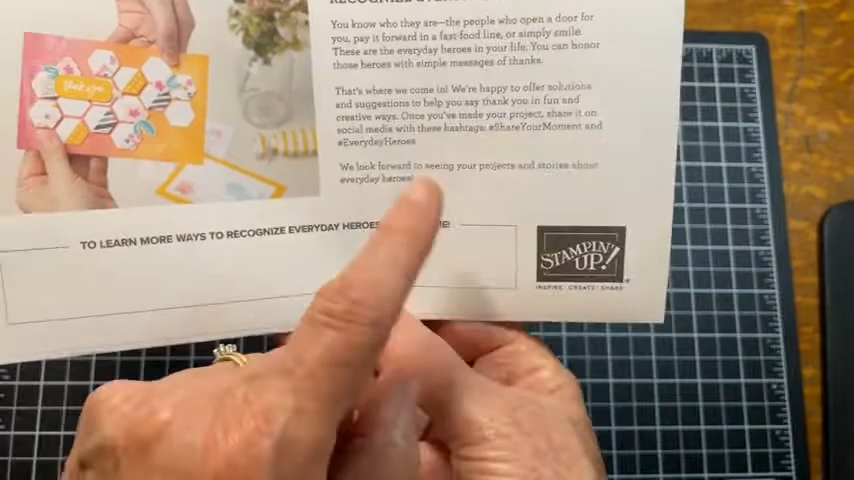 You know who they are—the people who open a door for
you, pay it forward in a fast-food line, or simply smile.
These are the everyday heroes in your life. You can honor
those heroes with simple messages of thanks.
That's where we come in! We're happy to offer solutions
and suggestions to help you say thank you in fun and
creative ways. Once you've made your project, share it on
social media with these hashtags: #ShareYourMoment and
#EverydayHeroes
We look forward to seeing your projects and stories about
everyday heroes!
thank you
TO LEARN MORE WAYS TO RECOGNIZE EVERYDAY HEROES
STAMPIN'
UP!
INSPIRE · CREATE · SHARE